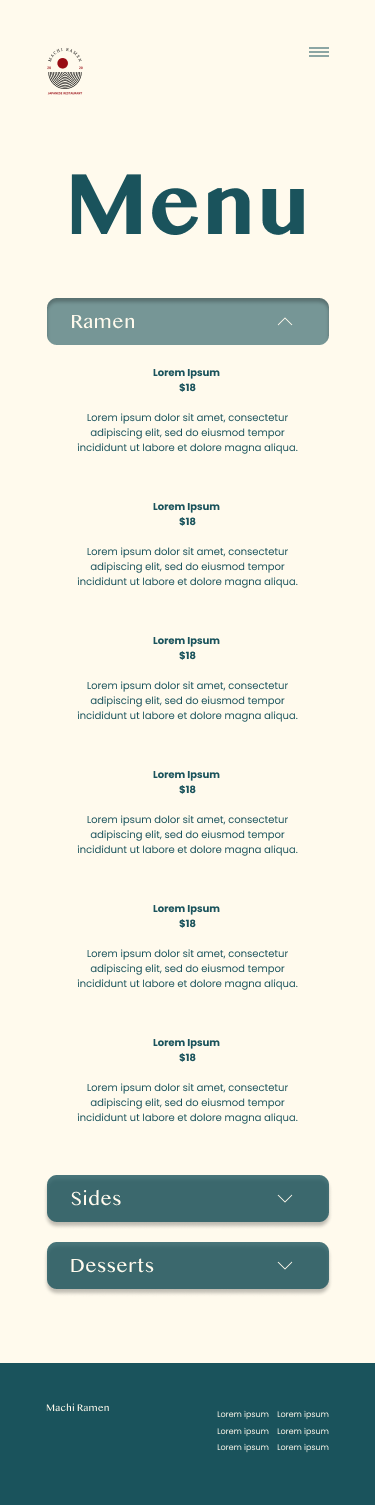 MACHI RAMEN
20 20
JAPANESE RESTAURANT
Menu
Ramen
Lorem Ipsum
$18
Lorem ipsum dolor sit amet, consectetur
adipiscing elit, sed do eiusmod tempor
incididunt ut labore et dolore magna aliqua.
Lorem Ipsum
$18
Lorem ipsum dolor sit amet, consectetur
adipiscing elit, sed do eiusmod tempor
incididunt ut labore et dolore magna aliqua.
Lorem Ipsum
$18
Lorem ipsum dolor sit amet, consectetur
adipiscing elit, sed do eiusmod tempor
incididunt ut labore et dolore magna aliqua.
Lorem Ipsum
$18
Lorem ipsum dolor sit amet, consectetur
adipiscing elit, sed do eiusmod tempor
incididunt ut labore et dolore magna aliqua.
Lorem Ipsum
$18
Lorem ipsum dolor sit amet, consectetur
adipiscing elit, sed do eiusmod tempor
incididunt ut labore et dolore magna aliqua.
Lorem Ipsum
$18
Lorem ipsum dolor sit amet, consectetur
adipiscing elit, sed do eiusmod tempor
incididunt ut labore et dolore magna aliqua.
Sides
Desserts
Machi Ramen
Lorem ipsum Lorem ipsum
Lorem ipsum Lorem ipsum
Lorem ipsum Lorem ipsum